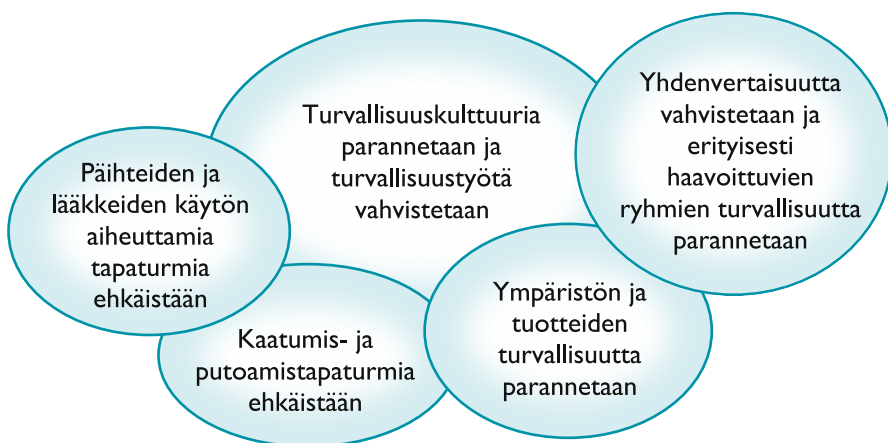 Turvallisuuskulttuuria
parannetaan ja
turvallisuustyötä
vahvistetaan
Yhdenvertaisuutta
vahvistetaan ja
erityisesti
haavoittuvien
ryhmien turvallisuutta
parannetaan
Päihteiden ja
lääkkeiden käytön
aiheuttamia
tapaturmia
ehkäistään
Kaatumis- ja
putoamistapaturmia
ehkäistään
Ympäristön ja
tuotteiden
turvallisuutta
parannetaan